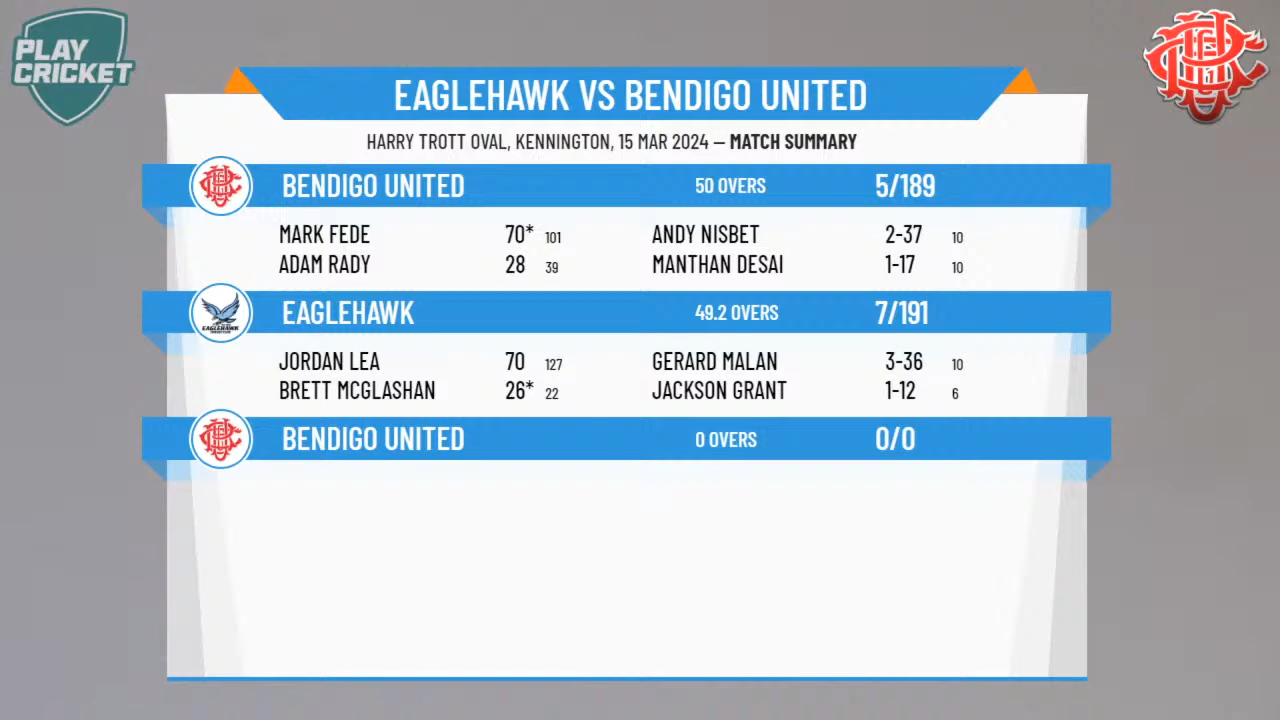 PLAY
CRICKET
EAGLEHAWK VS BENDIGO UNITED
HARRY TROTT OVAL, KENNINGTON, 15 MAR 2024 – MATCH SUMMARY
BENDIGO UNITED 50 OVERS 5/189
MARK FEDE 70* 101 ANDY NISBET 2-37 10
ADAM RADY 28 39 MANTHAN DESAI 1-17 10
EAGLEHAWK EAGLEHAWK 49.2 OVERS 7/191
JORDAN LEA 70 127 GERARD MALAN 3-36 10
BRETT MCGLASHAN 26* 22 JACKSON GRANT 1-12 6
BENDIGO UNITED 0 OVERS 0/0